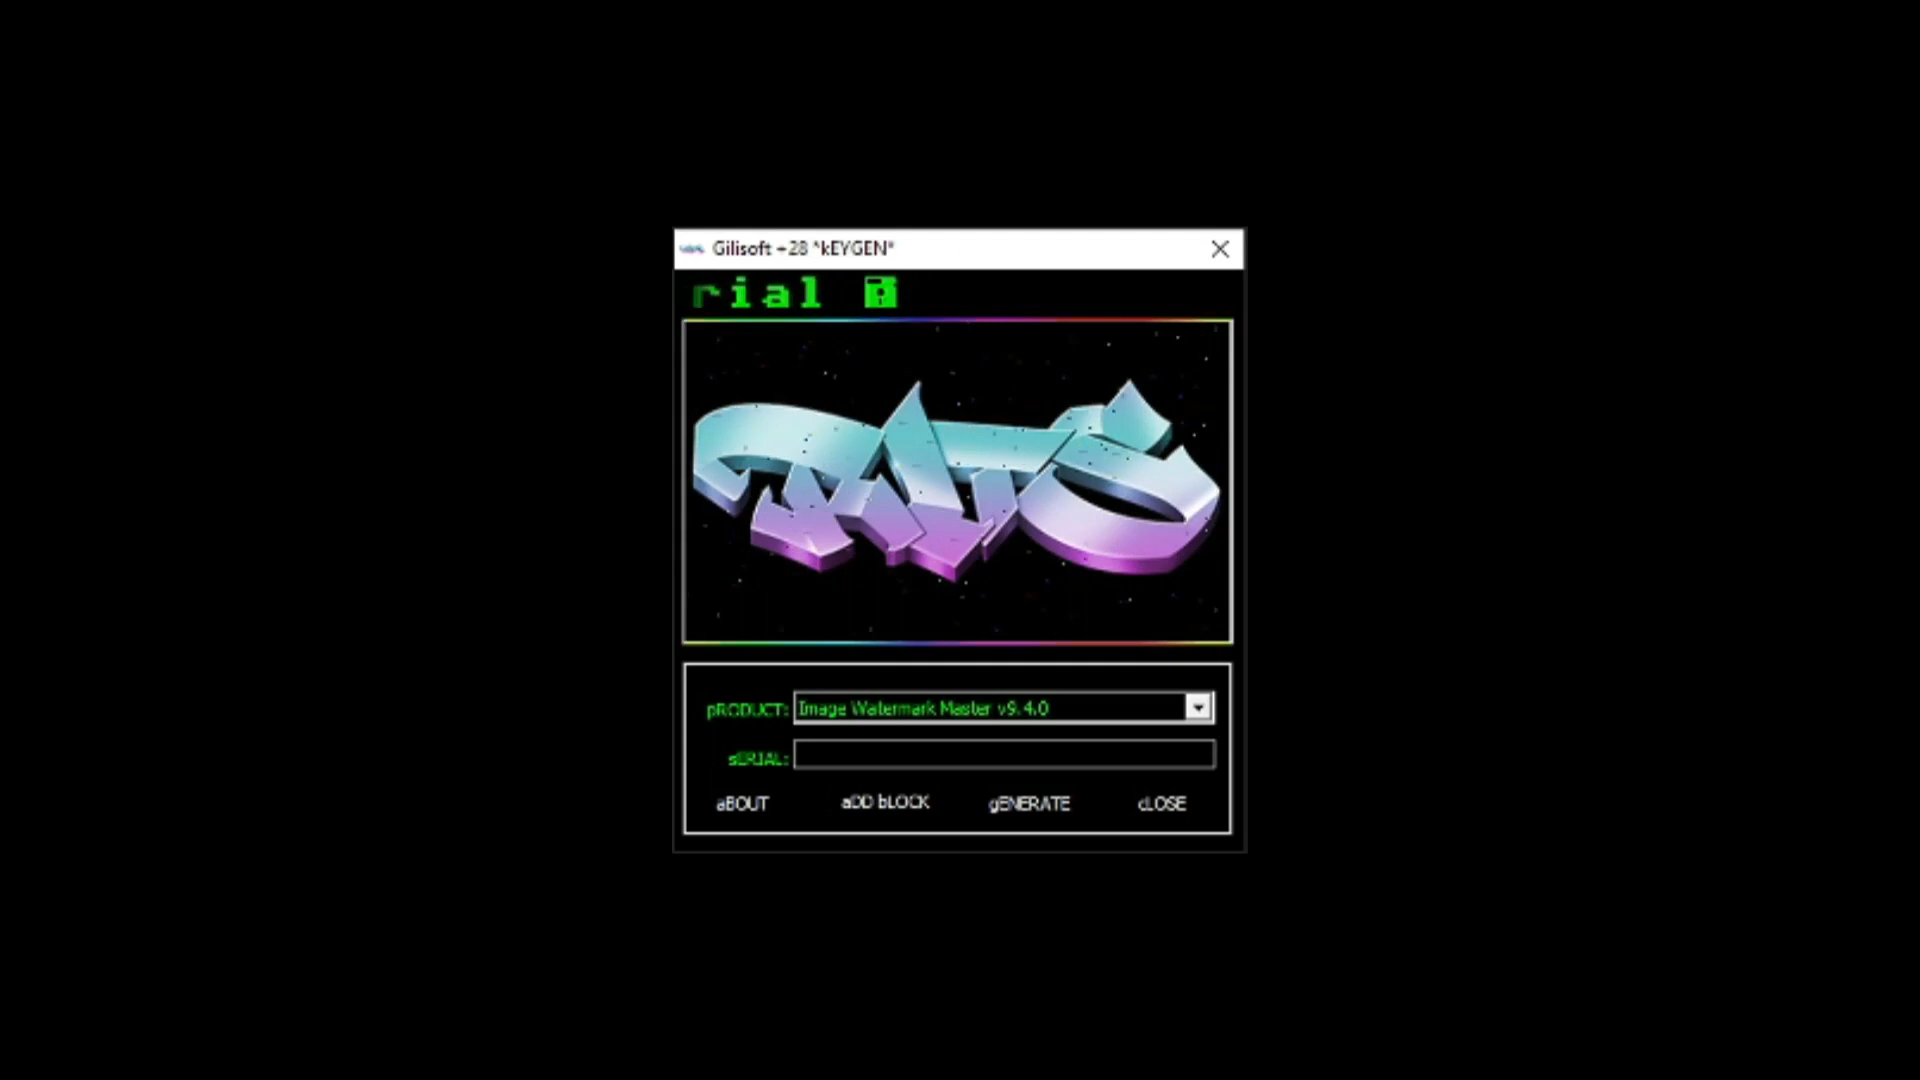 Gilisoft +28 *kEYGEN*
rial
pRODUCT: Image Watermark Master v9.4.0
sERIAL:
aBOUT aDD bLOCK gENERATE cLOSE